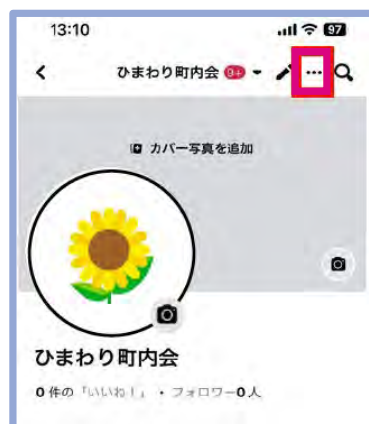 13:10 97
ひまわり町内会 9+
カバー写真を追加
ひまわり町内会
0 件の「いいね！」 • フォロワー0人